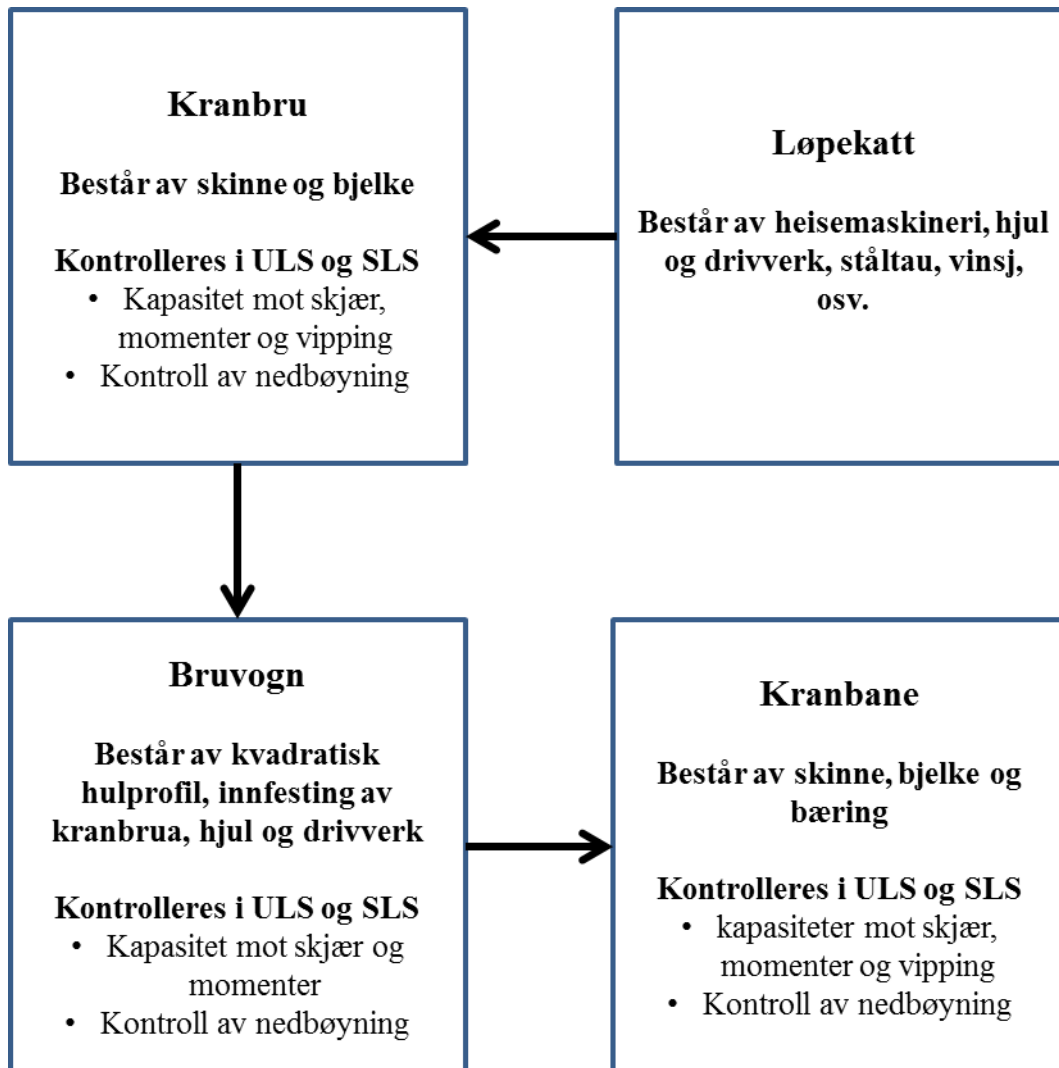 Kranbru
Består av skinne og bjelke
Kontrolleres i ULS og SLS
• Kapasitet mot skjær,
momenter og vipping
• Kontroll av nedbøyning
Løpekatt
Består av heisemaskineri, hjul
og drivverk, ståltau, vinsj,
osv.
Bruvogn
Består av kvadratisk
hulprofil, innfesting av
kranbrua, hjul og drivverk
Kontrolleres i ULS og SLS
• Kapasitet mot skjær og
momenter
• Kontroll av nedbøyning
Kranbane
Består av skinne, bjelke og
bæring
Kontrolleres i ULS og SLS
• kapasiteter mot skjær,
momenter og vipping
• Kontroll av nedbøyning